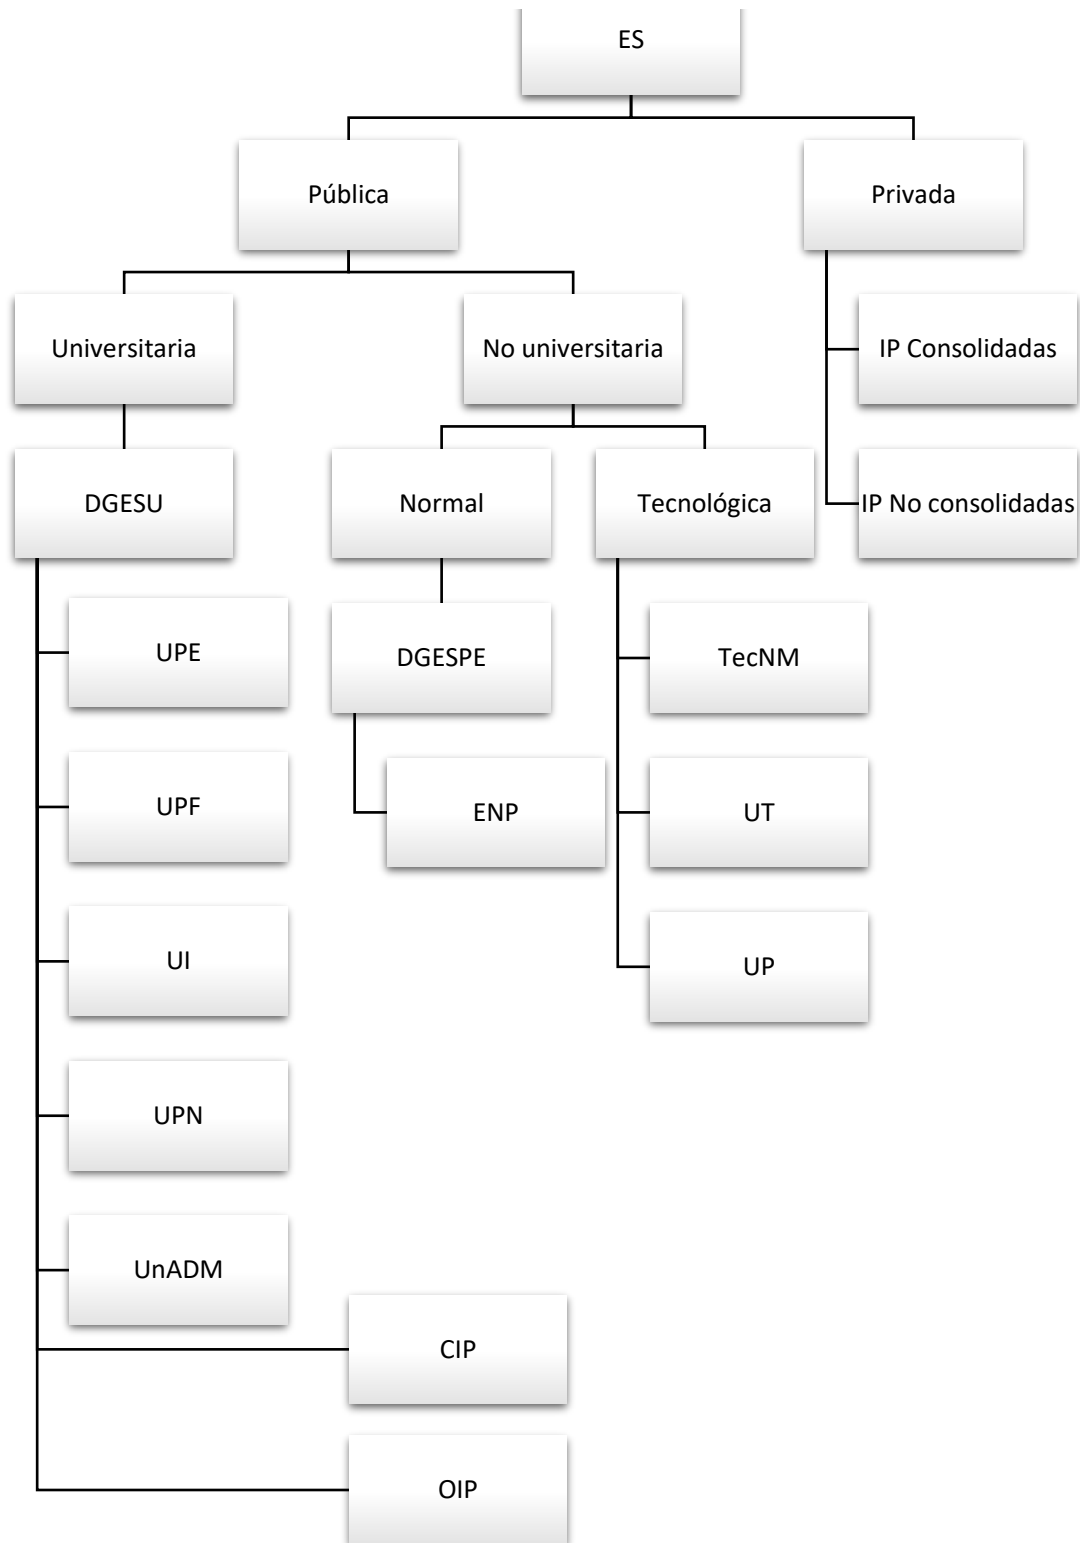 ES
Pública
Privada
Universitaria
No universitaria
IP Consolidadas
DGESU
Normal
Tecnológica
IP No consolidadas
UPE
DGESPE
TecNM
UPF
ENP
UT
UI
UP
UPN
UnADM
CIP
OIP